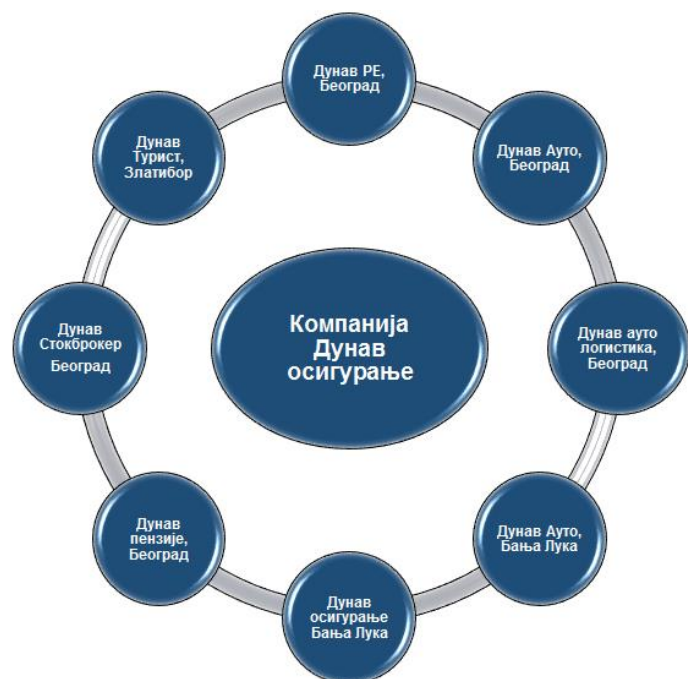 Дунав РЕ,
Београд
Дунав Ауто,
Београд
Дунав ауто
логистика,
Београд
Дунав Ауто,
Бања Лука
Дунав
осигурање
Бања Лука
Дунав
пензије,
Београд
Дунав
Стокброкер
Београд
Дунав
Турист,
Златибор
Компанија
Дунав
осигурање